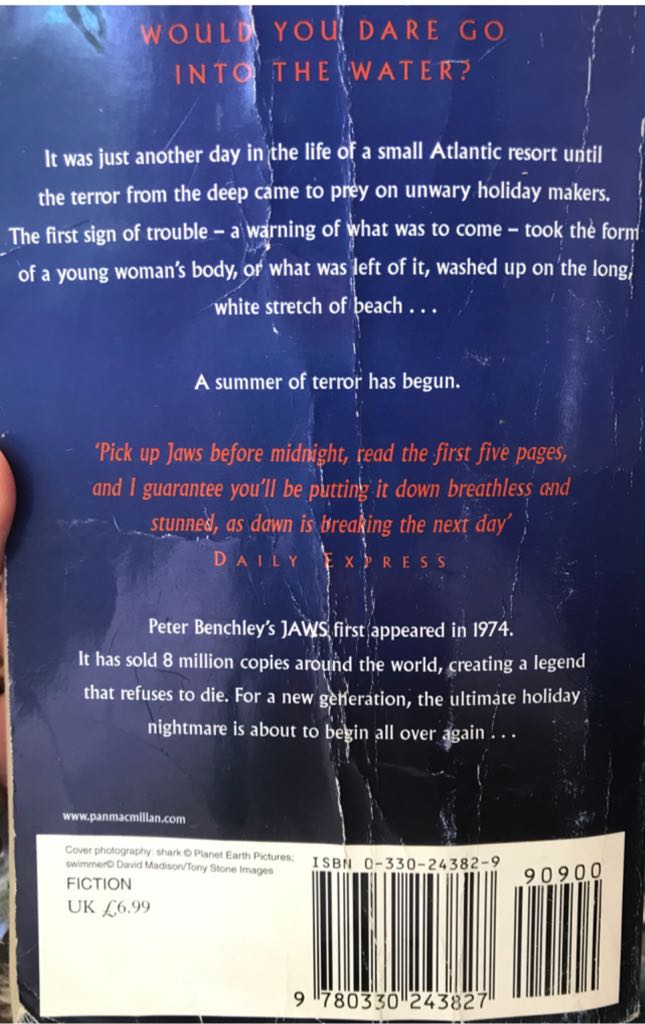 WOULD YOU DARE GO
INTO THE WATER?
It was just another day in the life of a small Atlantic resort until
the terror from the deep came to prey on unwary holiday makers.
The first sign of trouble – a warning of what was to come – took the form
of a young woman's body, or what was left of it, washed up on the long,
white stretch of beach . . .
A summer of terror has begun.
'Pick up Jaws before midnight, read the first five pages,
and I guarantee you'll be putting it down breathless and
stunned, as dawn is breaking the next day'
DAILY EXPRESS
Peter Benchley's JAWS first appeared in 1974.
It has sold 8 million copies around the world, creating a legend
that refuses to die. For a new generation, the ultimate holiday
nightmare is about to begin all over again . . .
www.panmacmillan.com
Cover photography: shark © Planet Earth Pictures;
swimmer© David Madison/Tony Stone Images
FICTION
UK £6.99
ISBN 0-330-24382-9
90900
9 780330 243827